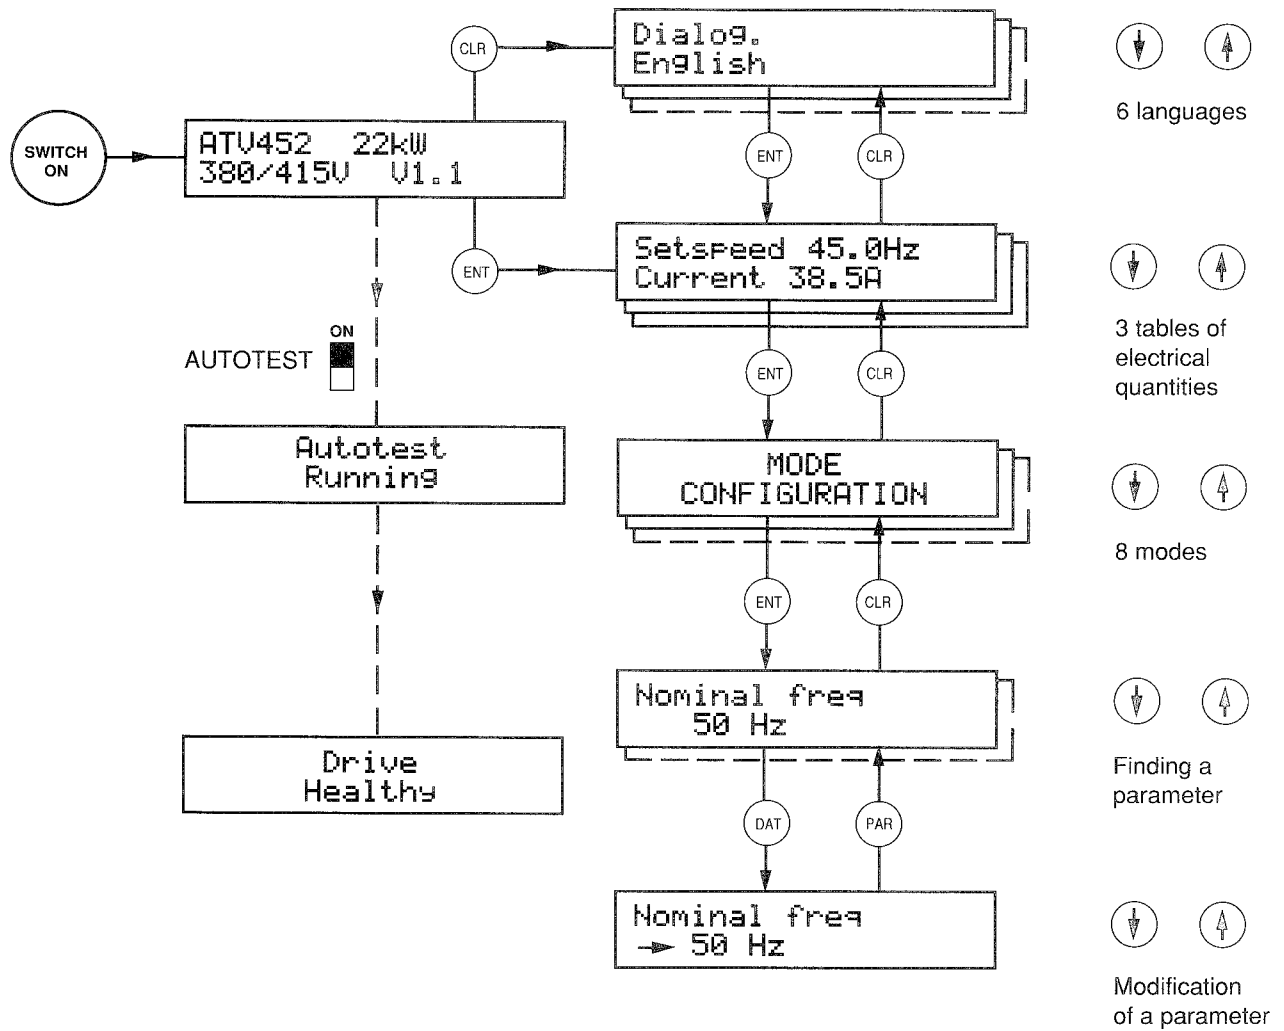 SWITCH
ON
ATV452 22kW
380/415V V1.1
CLR
ENT
AUTOTEST
ON
Autotest
Running
Drive
Healthy
Dialog.
English
6 languages
ENT
CLR
Setspeed 45.0Hz
Current 38.5A
3 tables of
electrical
quantities
ENT
CLR
MODE
CONFIGURATION
8 modes
ENT
CLR
Nominal freq
50 Hz
Finding a
parameter
DAT
PAR
Nominal freq
→ 50 Hz
Modification
of a parameter